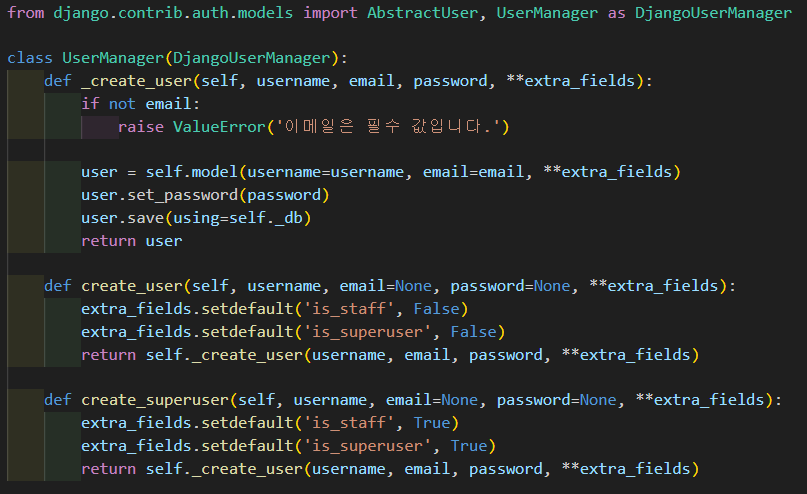 from django.contrib.auth.models import AbstractUser, UserManager as DjangoUserManager
class UserManager(DjangoUserManager):
    def _create_user(self, username, email, password, **extra_fields):
        if not email:
            raise ValueError('이메일은 필수 값입니다.')
        user = self.model(username=username, email=email, **extra_fields)
        user.set_password(password)
        user.save(using=self._db)
        return user
    def create_user(self, username, email=None, password=None, **extra_fields):
        extra_fields.setdefault('is_staff', False)
        extra_fields.setdefault('is_superuser', False)
        return self._create_user(username, email, password, **extra_fields)
    def create_superuser(self, username, email=None, password=None, **extra_fields):
        extra_fields.setdefault('is_staff', True)
        extra_fields.setdefault('is_superuser', True)
        return self._create_user(username, email, password, **extra_fields)